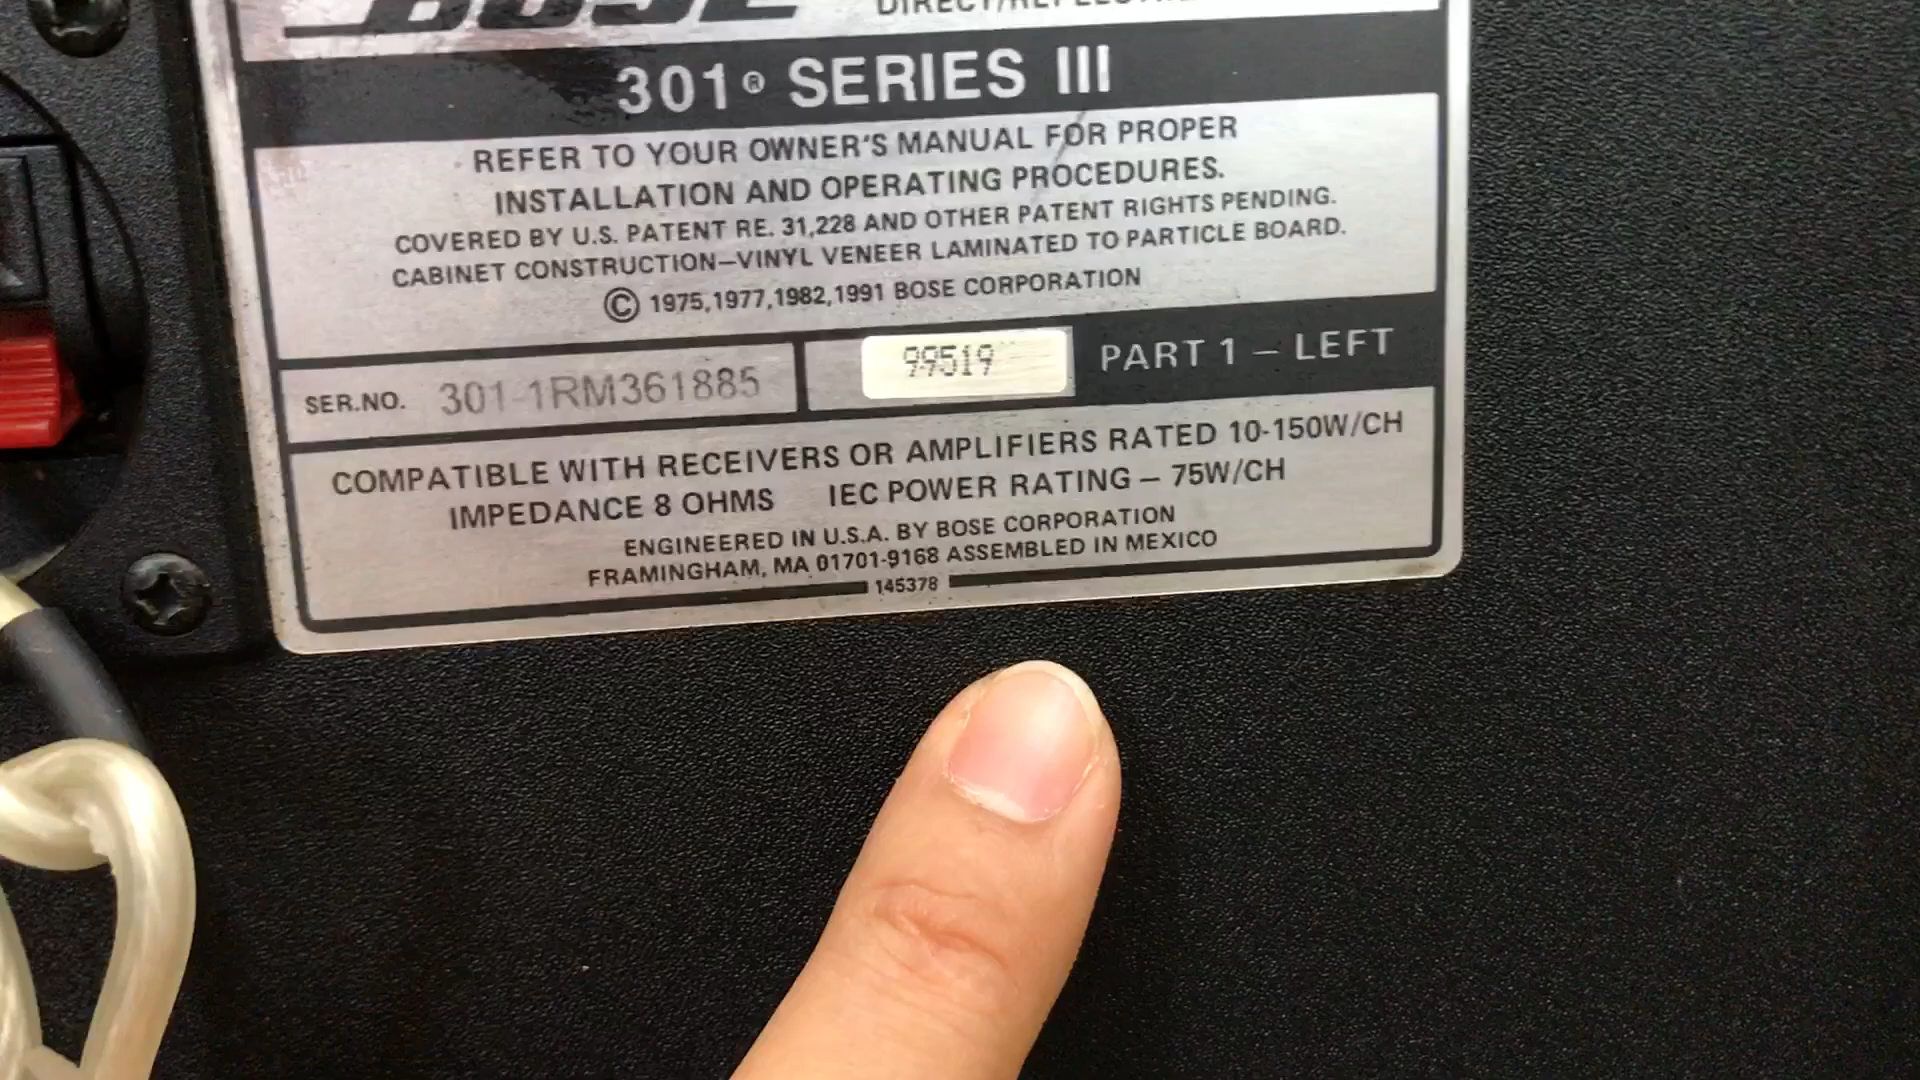 BOSE
301® SERIES III
REFER TO YOUR OWNER'S MANUAL FOR PROPER
INSTALLATION AND OPERATING PROCEDURES.
COVERED BY U.S. PATENT RE. 31,228 AND OTHER PATENT RIGHTS PENDING.
CABINET CONSTRUCTION–VINYL VENEER LAMINATED TO PARTICLE BOARD.
© 1975,1977,1982,1991 BOSE CORPORATION
SER.NO. 301-1RM361885 99519 PART 1 – LEFT
COMPATIBLE WITH RECEIVERS OR AMPLIFIERS RATED 10-150W/CH
IMPEDANCE 8 OHMS IEC POWER RATING – 75W/CH
ENGINEERED IN U.S.A. BY BOSE CORPORATION
FRAMINGHAM, MA 01701-9168 ASSEMBLED IN MEXICO
145378